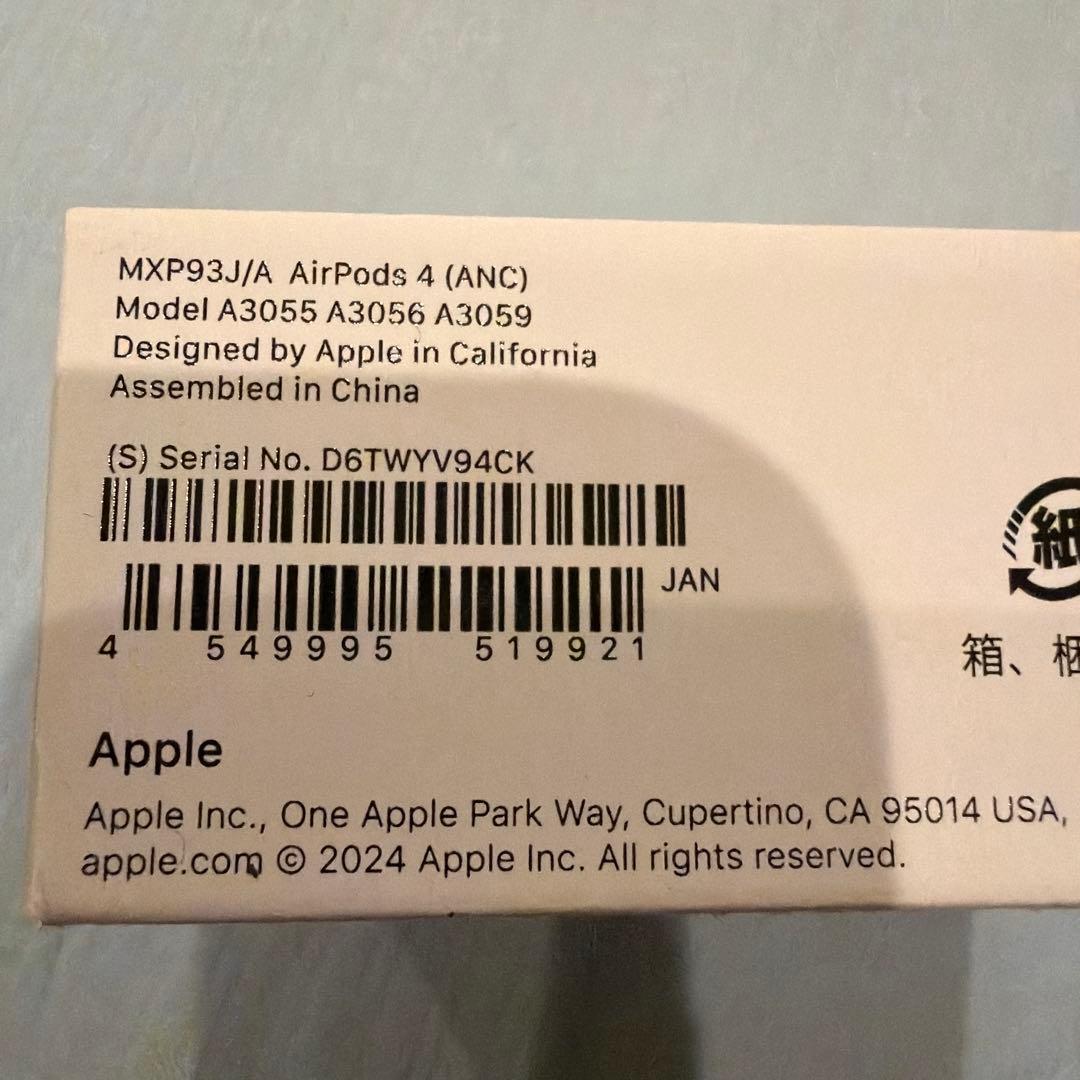 MXP93J/A AirPods 4 (ANC)
Model A3055 A3056 A3059
Designed by Apple in California
Assembled in China
(S) Serial No. D6TWYV94CK
JAN
4 549995 519921
紙
箱、梱
Apple
Apple Inc., One Apple Park Way, Cupertino, CA 95014 USA,
apple.com © 2024 Apple Inc. All rights reserved.